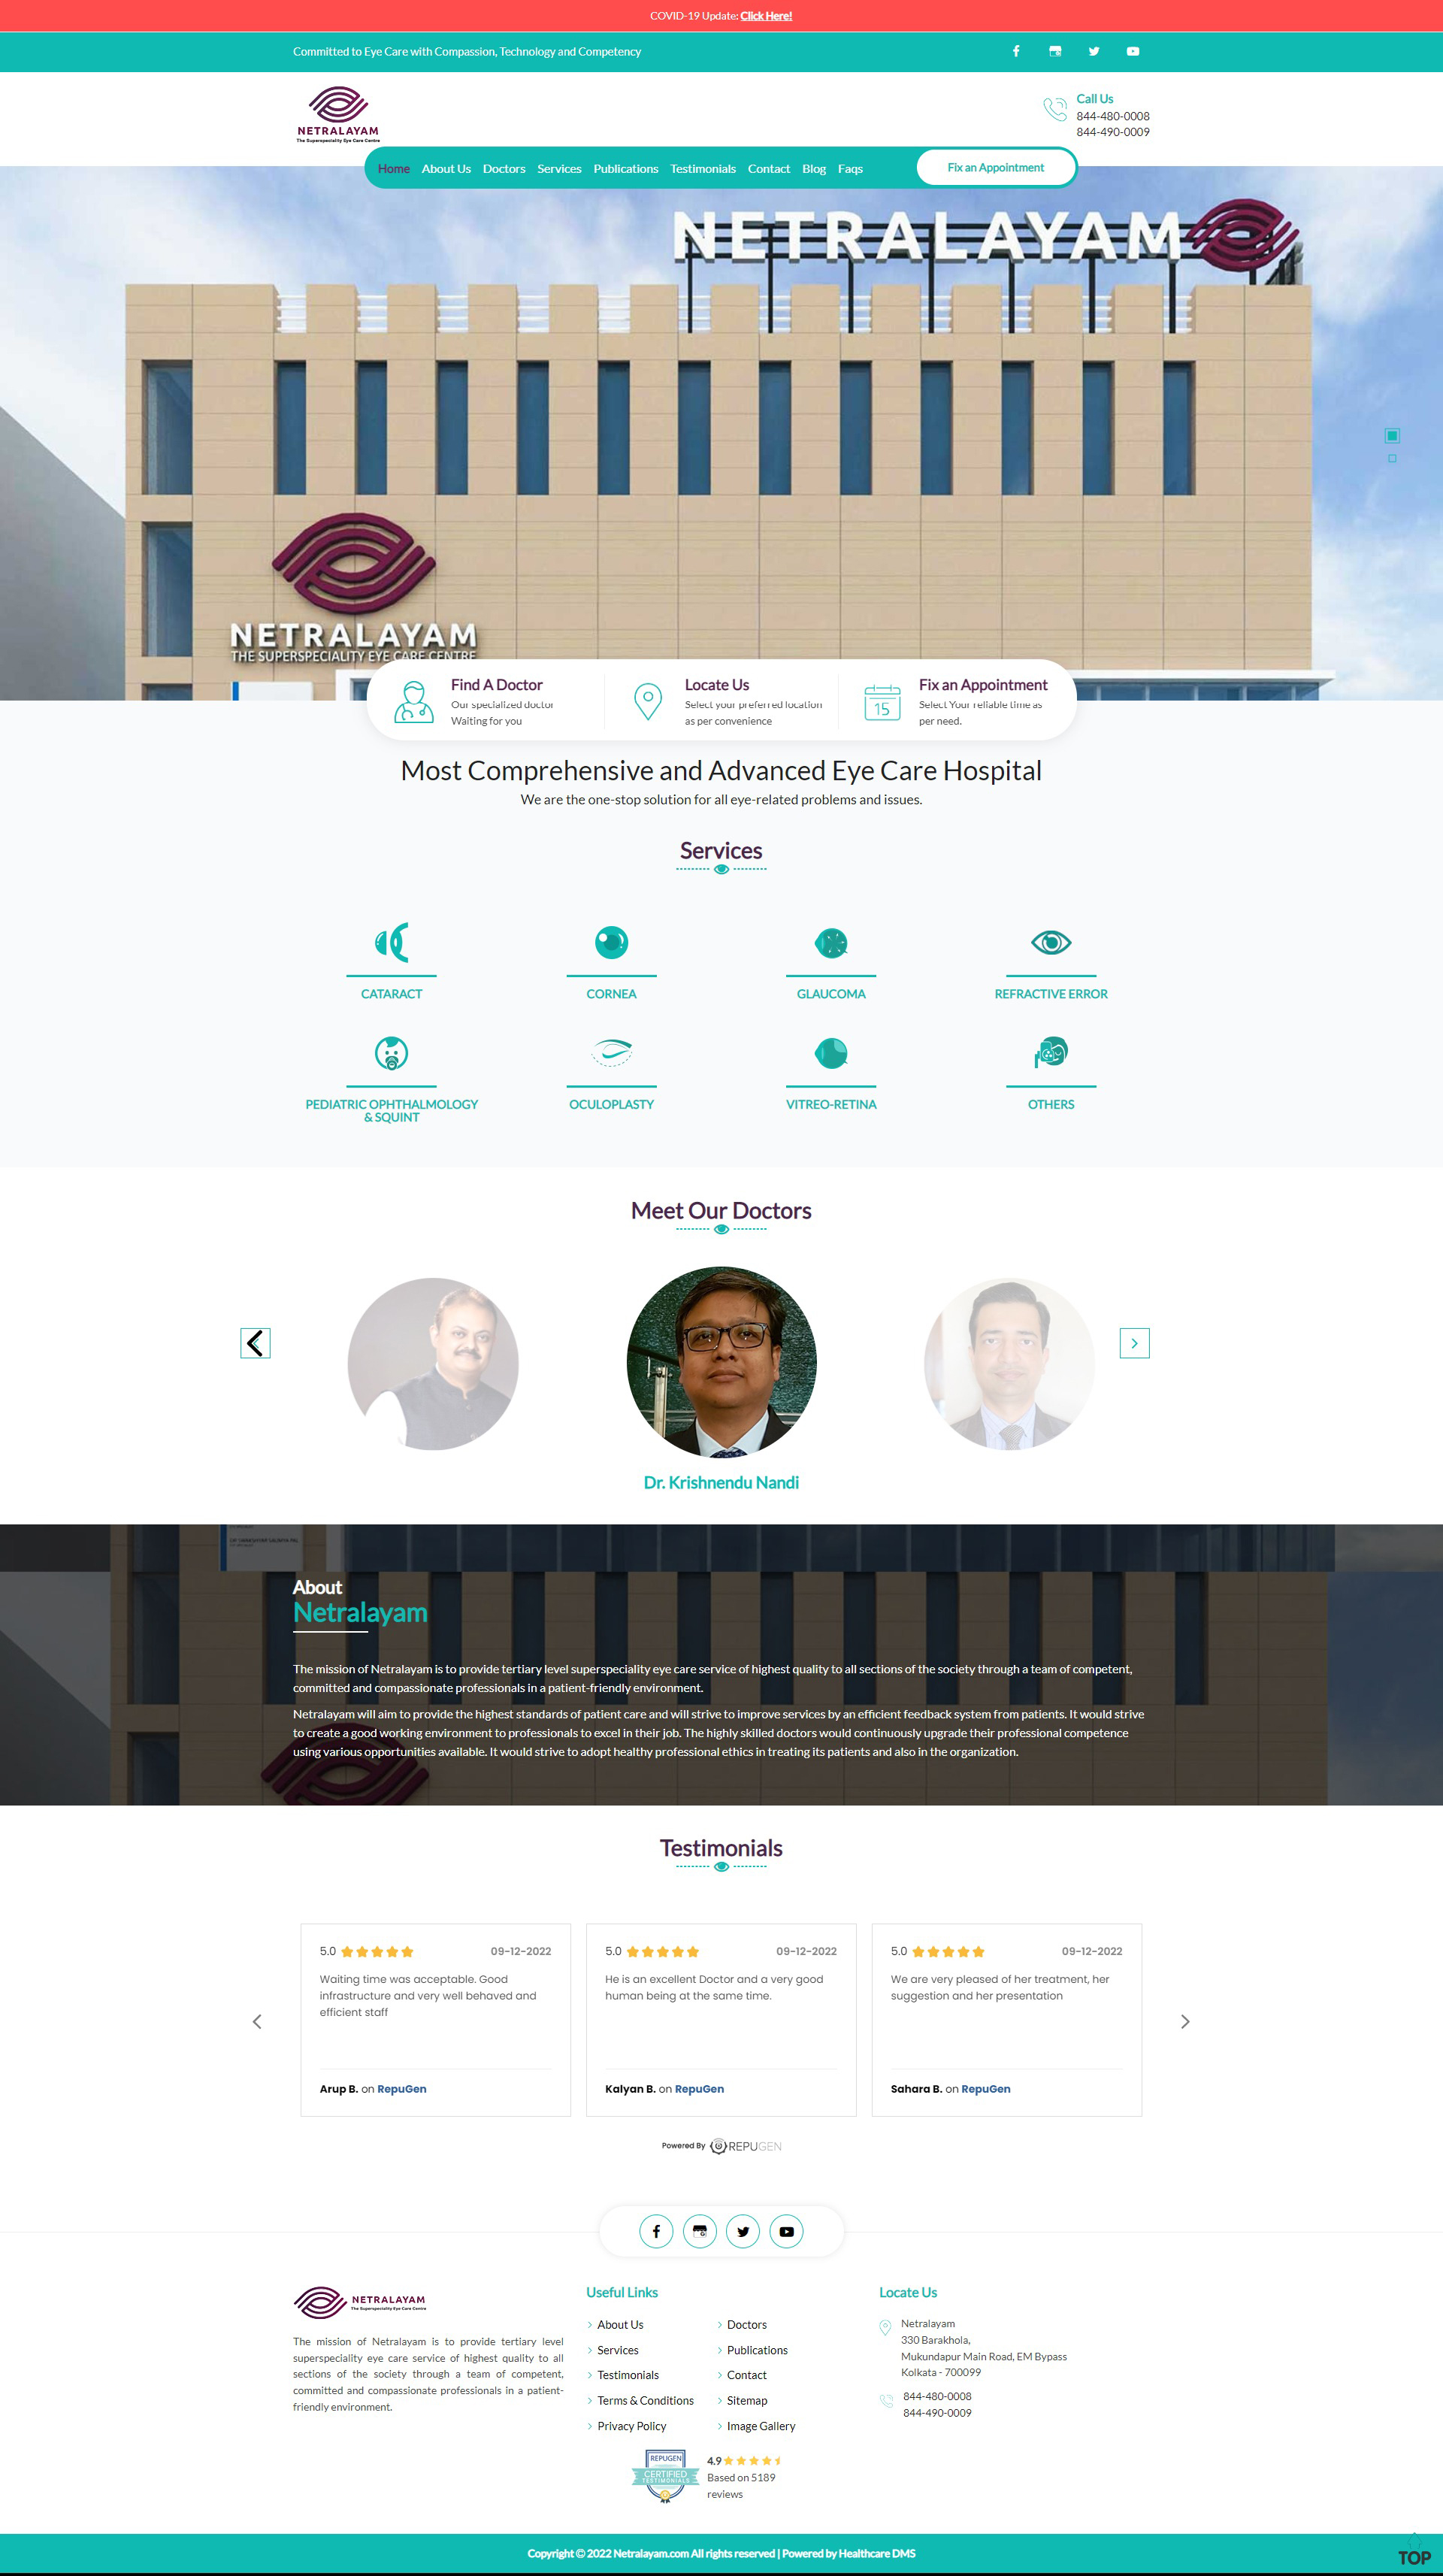 COVID-19 Update: Click Here!
Committed to Eye Care with Compassion, Technology and Competency
NETRALAYAM
The Superspeciality Eye Care Centre
Call Us
844-480-0008
844-490-0009
Home About Us Doctors Services Publications Testimonials Contact Blog Faqs Fix an Appointment
NETRALAYAM
NETRALAYAM
THE SUPERSPECIALITY EYE CARE CENTRE
Find A Doctor
Our specialized doctor
Waiting for you
Locate Us
Select your preferred location
as per convenience
15
Fix an Appointment
Select Your reliable time as
per need.
Most Comprehensive and Advanced Eye Care Hospital
We are the one-stop solution for all eye-related problems and issues.
Services
CATARACT
CORNEA
GLAUCOMA
REFRACTIVE ERROR
PEDIATRIC OPHTHALMOLOGY
& SQUINT
OCULOPLASTY
VITREO-RETINA
OTHERS
Meet Our Doctors
Dr. Krishnendu Nandi
About
Netralayam
The mission of Netralayam is to provide tertiary level superspeciality eye care service of highest quality to all sections of the society through a team of competent,
committed and compassionate professionals in a patient-friendly environment.
Netralayam will aim to provide the highest standards of patient care and will strive to improve services by an efficient feedback system from patients. It would strive
to create a good working environment to professionals to excel in their job. The highly skilled doctors would continuously upgrade their professional competence
using various opportunities available. It would strive to adopt healthy professional ethics in treating its patients and also in the organization.
Testimonials
5.0 09-12-2022
Waiting time was acceptable. Good
infrastructure and very well behaved and
efficient staff
Arup B. on RepuGen
5.0 09-12-2022
He is an excellent Doctor and a very good
human being at the same time.
Kalyan B. on RepuGen
5.0 09-12-2022
We are very pleased of her treatment, her
suggestion and her presentation
Sahara B. on RepuGen
Powered By REPUGEN
NETRALAYAM
The Superspeciality Eye Care Centre
The mission of Netralayam is to provide tertiary level
superspeciality eye care service of highest quality to all
sections of the society through a team of competent,
committed and compassionate professionals in a patient-
friendly environment.
Useful Links
About Us
Services
Testimonials
Terms & Conditions
Privacy Policy
Doctors
Publications
Contact
Sitemap
Image Gallery
Locate Us
Netralayam
330 Barakhola,
Mukundapur Main Road, EM Bypass
Kolkata - 700099
844-480-0008
844-490-0009
REPUGEN
CERTIFIED
TESTIMONIALS
4.9
Based on 5189
reviews
Copyright © 2022 Netralayam.com All rights reserved | Powered by Healthcare DMS
TOP